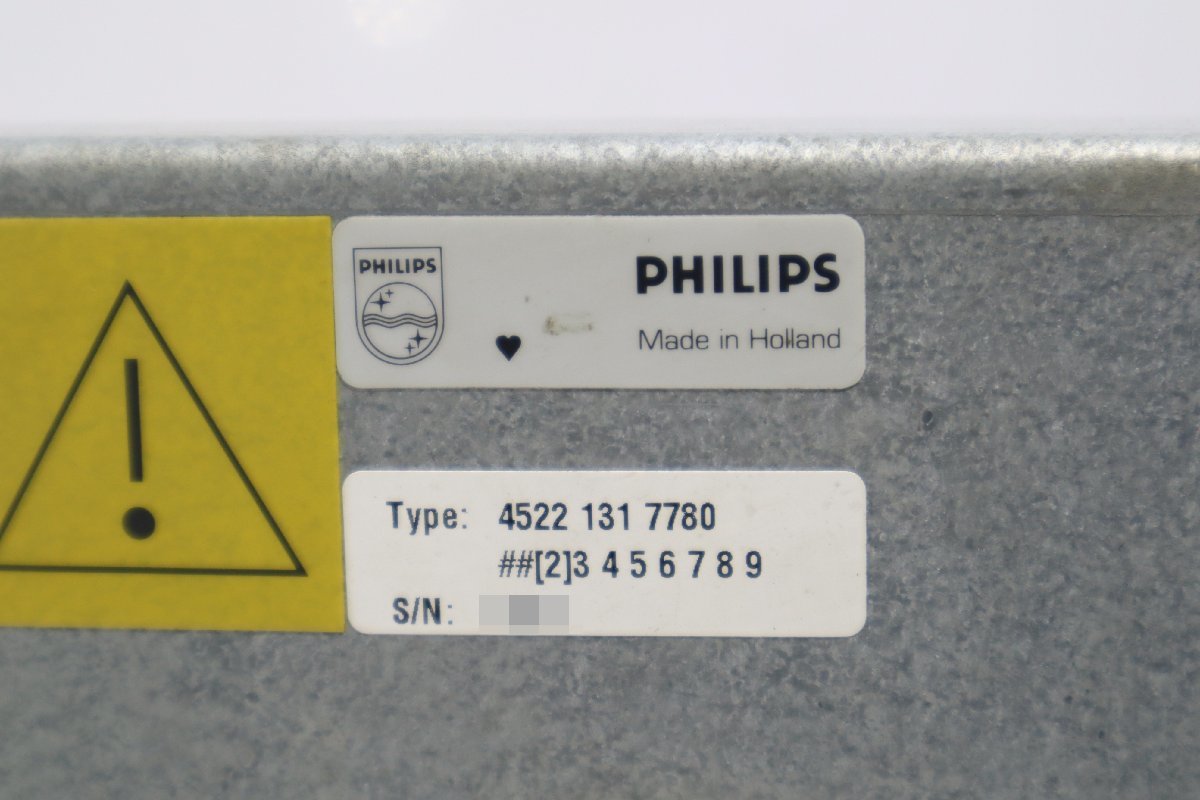 PHILIPS
PHILIPS
Made in Holland
Type: 4522 131 7780
##[2]3 4 5 6 7 8 9
S/N: